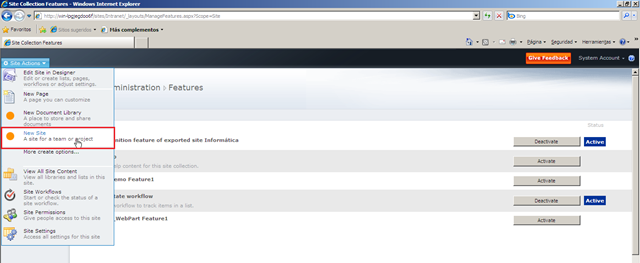 Site Collection Features - Windows Internet Explorer
/sites/Intranet/_layouts/ManageFeatures.aspx?Scope=Site
Bing
Favoritos
Sitios sugeridos
Más complementos
Site Collection Features
Página
Seguridad
Herramientas
Site Actions
Give Feedback
System Account
Edit Site in Designer
Edit or create lists, pages,
workflows or adjust settings.
New Page
A page you can customize
New Document Library
A place to store and share
documents
New Site
A site for a team or project
More create options...
View All Site Content
View all libraries and lists in this
site.
Site Workflows
Start or check the status of a
site workflow.
Site Permissions
Give people access to this site
Site Settings
Access all settings for this site
ministration › Features
Status
nition feature of exported site Informática
Deactivate
Active
p content for this site collection.
Activate
emo Feature1
Activate
tate workflow
workflow to track items in a list.
Deactivate
Active
WebPart Feature1
Activate